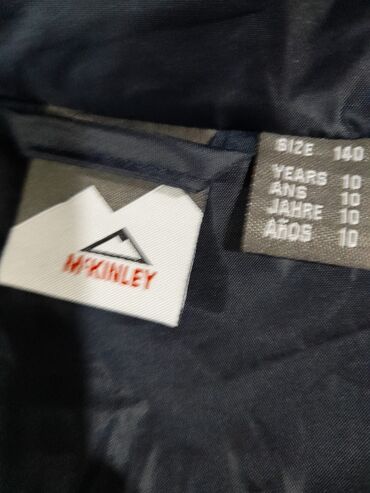 McKINLEY
SIZE 140
YEARS 10
ANS 10
JAHRE 10
AÑOS 10